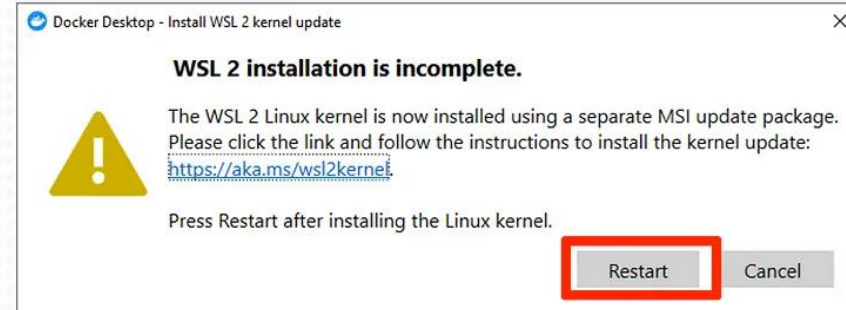 Docker Desktop - Install WSL 2 kernel update
WSL 2 installation is incomplete.
The WSL 2 Linux kernel is now installed using a separate MSI update package.
Please click the link and follow the instructions to install the kernel update:
https://aka.ms/wsl2kernel.
Press Restart after installing the Linux kernel.
Restart Cancel